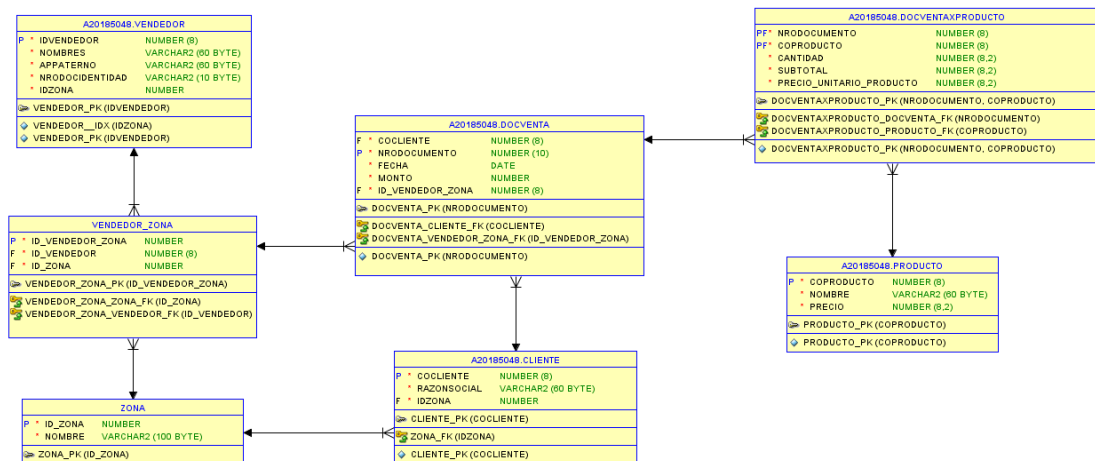 A20185048.VENDEDOR
P * IDVENDEDOR NUMBER (8)
* NOMBRES VARCHAR2 (60 BYTE)
* APPATERNO VARCHAR2 (60 BYTE)
* NRODOCIDENTIDAD VARCHAR2 (10 BYTE)
* IDZONA NUMBER
VENDEDOR_PK (IDVENDEDOR)
VENDEDOR__IDX (IDZONA)
VENDEDOR_PK (IDVENDEDOR)
A20185048.DOCVENTAXPRODUCTO
PF* NRODOCUMENTO NUMBER (8)
PF* COPRODUCTO NUMBER (8)
* CANTIDAD NUMBER (8,2)
* SUBTOTAL NUMBER (8,2)
* PRECIO_UNITARIO_PRODUCTO NUMBER (8,2)
DOCVENTAXPRODUCTO_PK (NRODOCUMENTO, COPRODUCTO)
DOCVENTAXPRODUCTO_DOCVENTA_FK (NRODOCUMENTO)
DOCVENTAXPRODUCTO_PRODUCTO_FK (COPRODUCTO)
DOCVENTAXPRODUCTO_PK (NRODOCUMENTO, COPRODUCTO)
A20185048.DOCVENTA
F * COCLIENTE NUMBER (8)
P * NRODOCUMENTO NUMBER (10)
* FECHA DATE
* MONTO NUMBER
F * ID_VENDEDOR_ZONA NUMBER (8)
DOCVENTA_PK (NRODOCUMENTO)
DOCVENTA_CLIENTE_FK (COCLIENTE)
DOCVENTA_VENDEDOR_ZONA_FK (ID_VENDEDOR_ZONA)
DOCVENTA_PK (NRODOCUMENTO)
VENDEDOR_ZONA
P * ID_VENDEDOR_ZONA NUMBER
F * ID_VENDEDOR NUMBER (8)
F * ID_ZONA NUMBER
VENDEDOR_ZONA_PK (ID_VENDEDOR_ZONA)
VENDEDOR_ZONA_ZONA_FK (ID_ZONA)
VENDEDOR_ZONA_VENDEDOR_FK (ID_VENDEDOR)
A20185048.PRODUCTO
P * COPRODUCTO NUMBER (8)
* NOMBRE VARCHAR2 (60 BYTE)
* PRECIO NUMBER (8,2)
PRODUCTO_PK (COPRODUCTO)
PRODUCTO_PK (COPRODUCTO)
A20185048.CLIENTE
P * COCLIENTE NUMBER (8)
* RAZONSOCIAL VARCHAR2 (60 BYTE)
F * IDZONA NUMBER
CLIENTE_PK (COCLIENTE)
ZONA_FK (IDZONA)
CLIENTE_PK (COCLIENTE)
ZONA
P * ID_ZONA NUMBER
* NOMBRE VARCHAR2 (100 BYTE)
ZONA_PK (ID_ZONA)